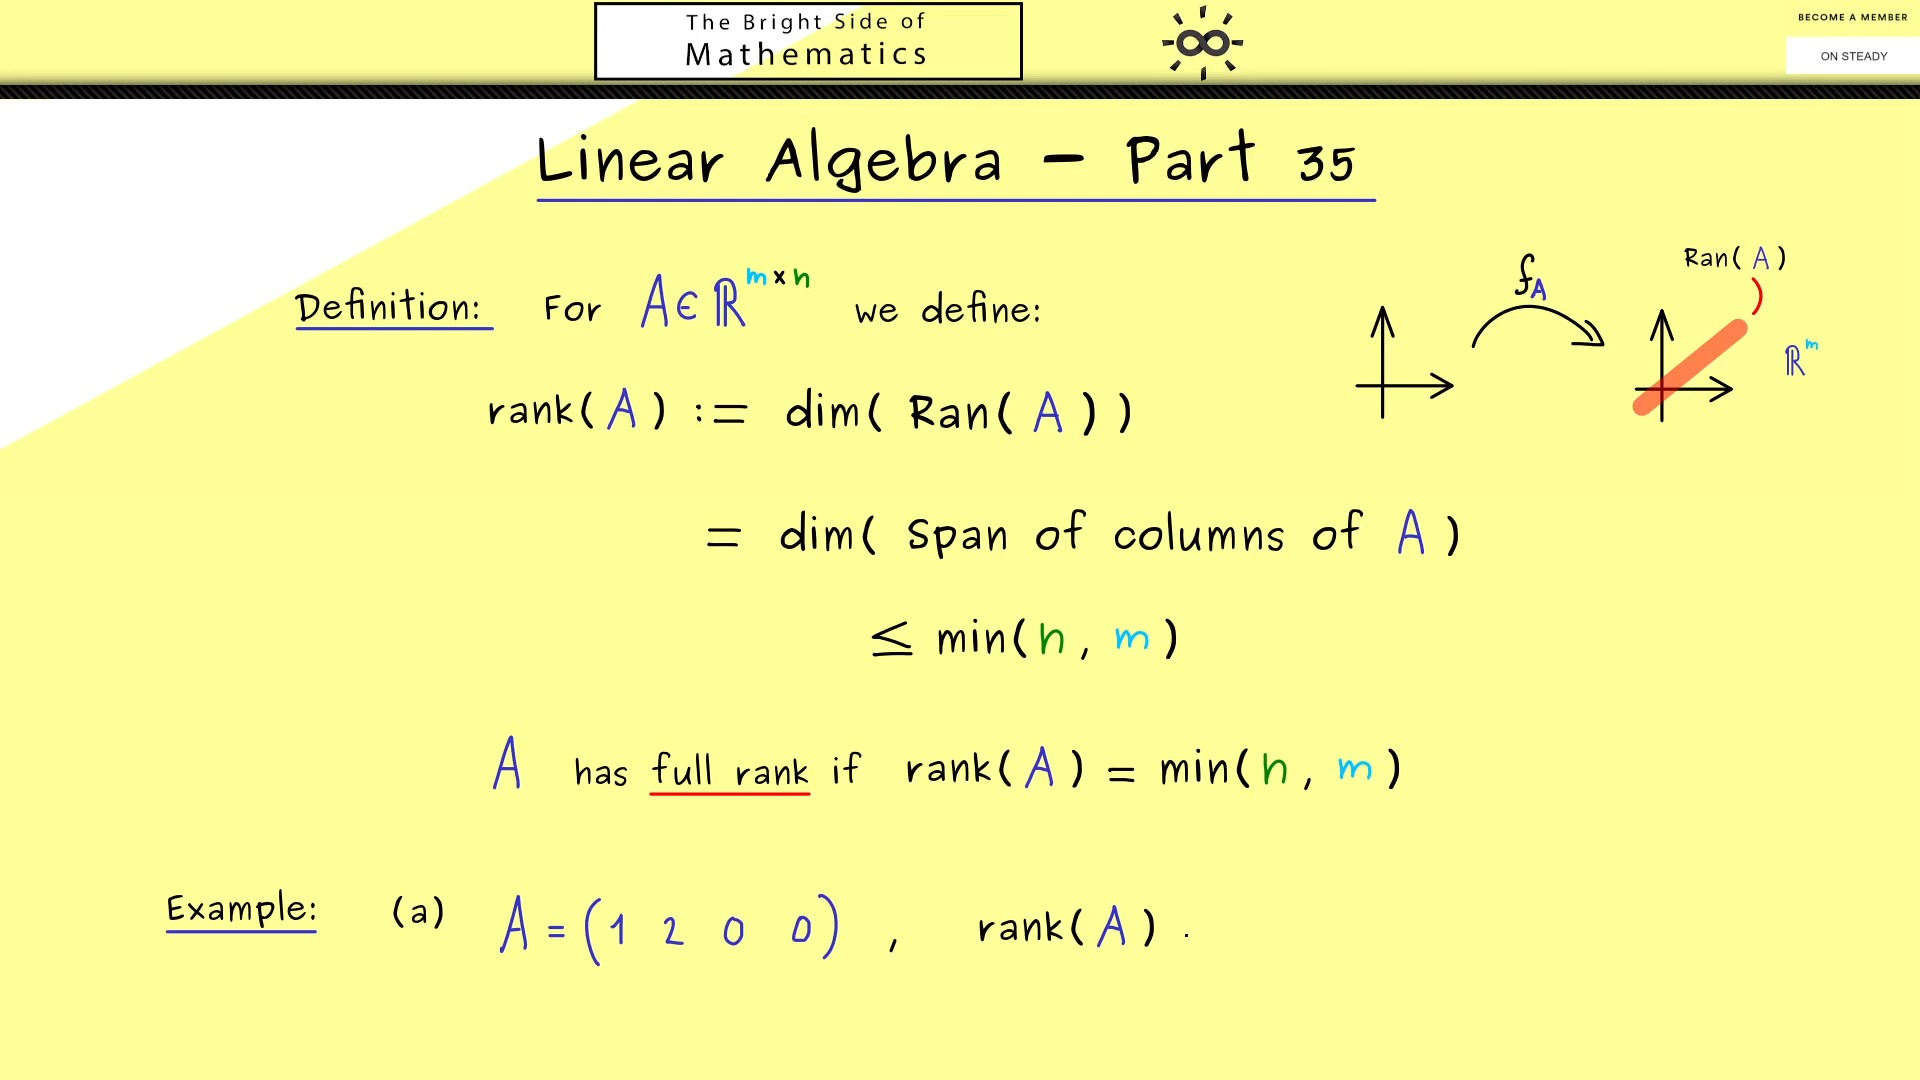 The Bright Side of
Mathematics
BECOME A MEMBER
ON STEADY
Linear Algebra – Part 35
Definition: For A∈ℝ^{m×n} we define:
f_A
Ran(A)
ℝ^m
rank(A) := dim( Ran(A) )
= dim( Span of columns of A )
≤ min(n, m)
A has full rank if rank(A) = min(n, m)
Example: (a) A = (1 2 0 0) , rank(A) .